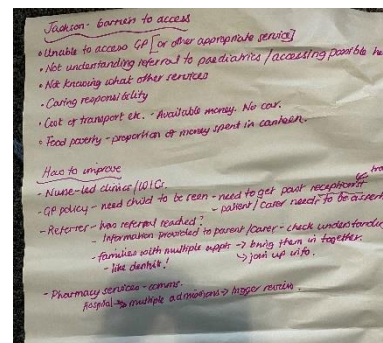 Jackson - barriers to access
• Unable to access GP [or other appropriate service]
• Not understanding referral to paediatrics / accessing possible
• Not knowing what other services
• Caring responsibility
• Cost of transport etc. - Available money. No car.
• Food poverty - proportion of money spent in canteen.
How to improve
- Nurse-led clinics / WICs.
- GP policy - need child to be seen - need to get past receptionist
- patient / carer needs to be
- Referrer - has referral reached?
- Information provided to parent/carer - check understanding
- families with multiple appts → bring them in together.
- like dentist! ↳ join up info.
- Pharmacy services - comms.
Hospital → multiple admissions → trigger review.